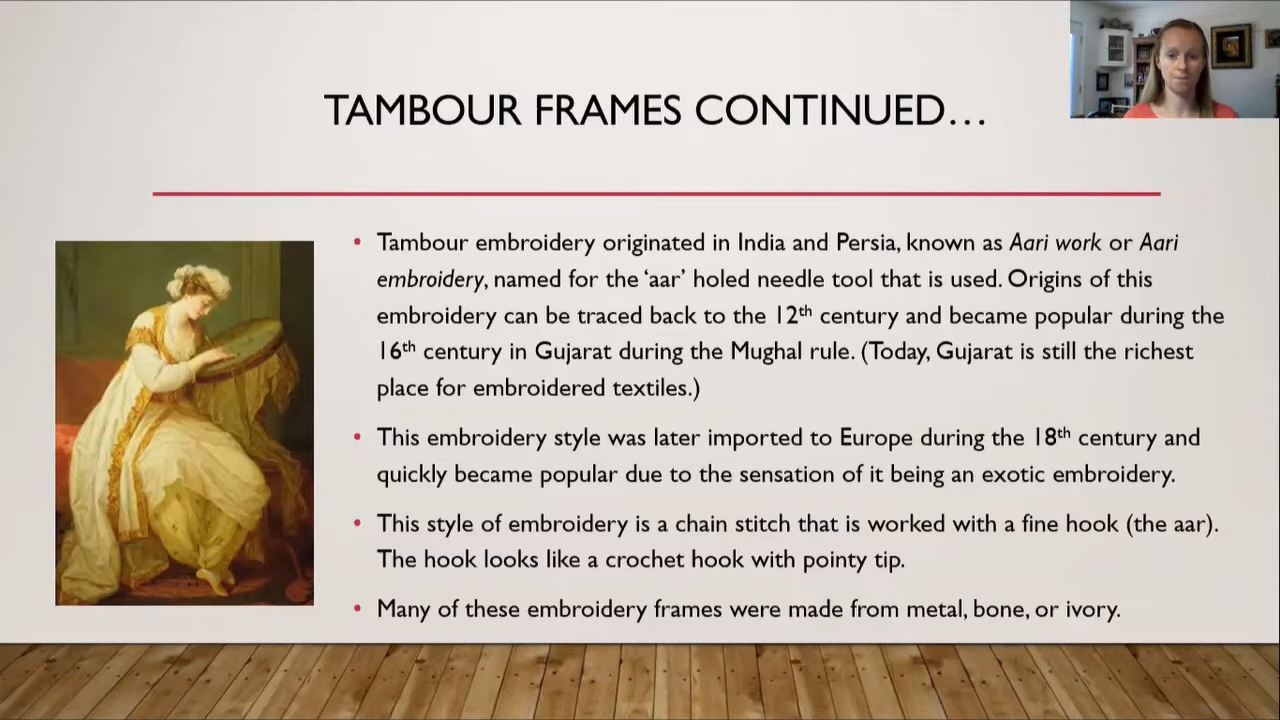 TAMBOUR FRAMES CONTINUED…
• Tambour embroidery originated in India and Persia, known as Aari work or Aari
embroidery, named for the ‘aar’ holed needle tool that is used. Origins of this
embroidery can be traced back to the 12th century and became popular during the
16th century in Gujarat during the Mughal rule. (Today, Gujarat is still the richest
place for embroidered textiles.)
• This embroidery style was later imported to Europe during the 18th century and
quickly became popular due to the sensation of it being an exotic embroidery.
• This style of embroidery is a chain stitch that is worked with a fine hook (the aar).
The hook looks like a crochet hook with pointy tip.
• Many of these embroidery frames were made from metal, bone, or ivory.